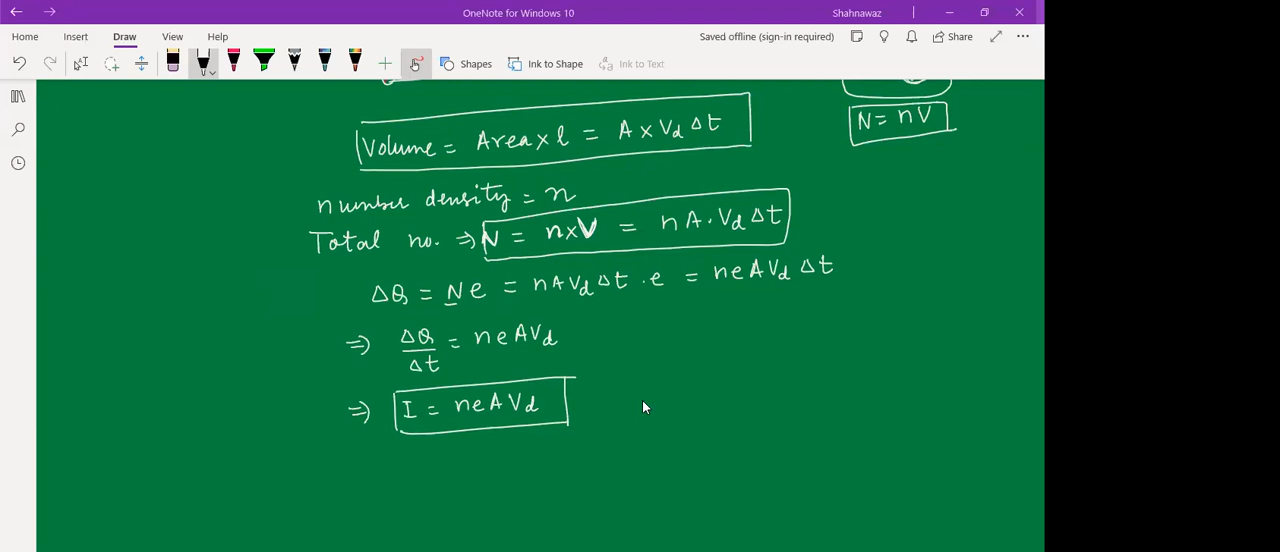 OneNote for Windows 10
Shahnawaz
Home Insert Draw View Help
Saved offline (sign-in required)
Share
Shapes
Ink to Shape
Ink to Text
N = nV
Volume = Area × l = A × Vd Δt
number density = n
Total no. ⇒ N = n×V = nA·Vd Δt
ΔQ = Ne = nAVdΔt·e = neAVd Δt
⇒ ΔQ/Δt = neAVd
⇒ I = neAVd